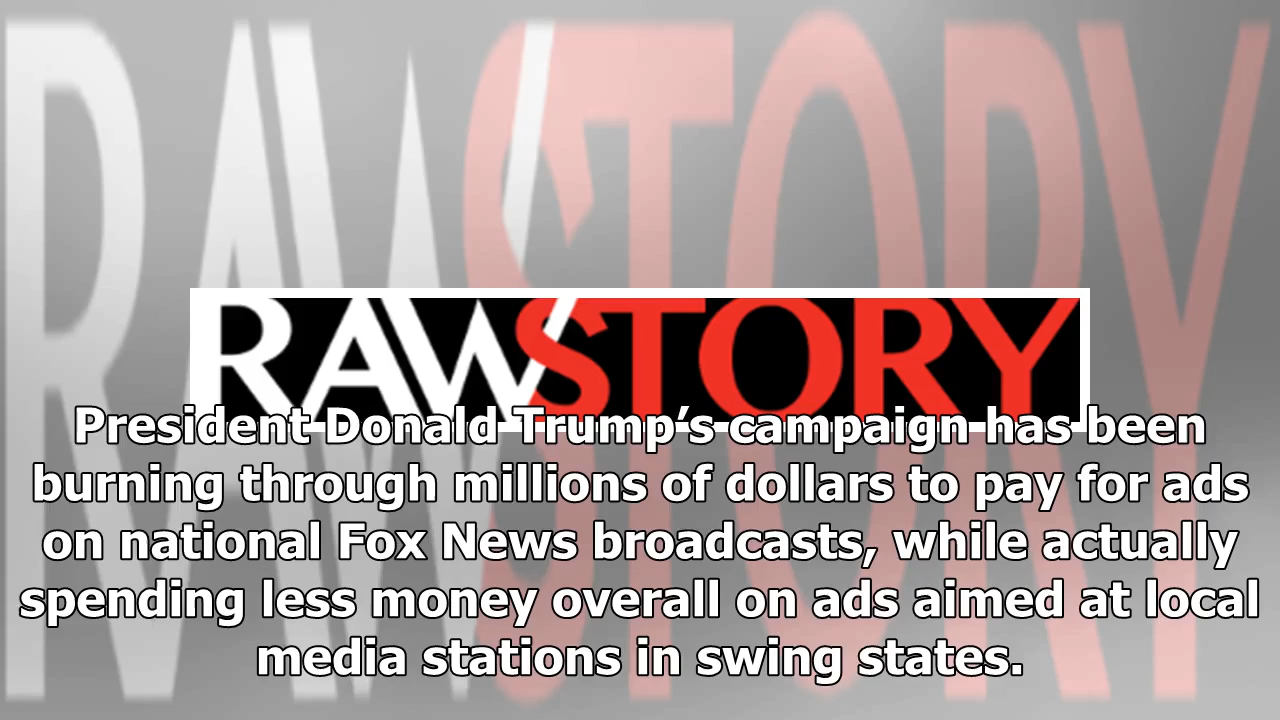 RAWSTORY
RAWSTORY
President Donald Trump’s campaign has been
burning through millions of dollars to pay for ads
on national Fox News broadcasts, while actually
spending less money overall on ads aimed at local
media stations in swing states.